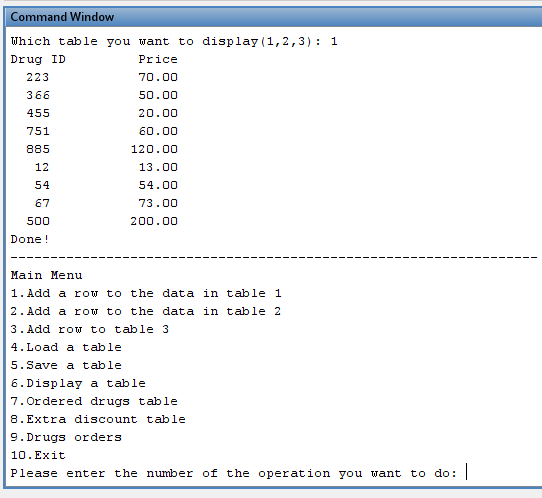 Command Window
Which table you want to display(1,2,3): 1
Drug ID         Price
  223           70.00
  366           50.00
  455           20.00
  751           60.00
  885          120.00
   12           13.00
   54           54.00
   67           73.00
  500          200.00
Done!
------------------------------------------------------------------
Main Menu
1.Add a row to the data in table 1
2.Add a row to the data in table 2
3.Add row to table 3
4.Load a table
5.Save a table
6.Display a table
7.Ordered drugs table
8.Extra discount table
9.Drugs orders
10.Exit
Please enter the number of the operation you want to do: